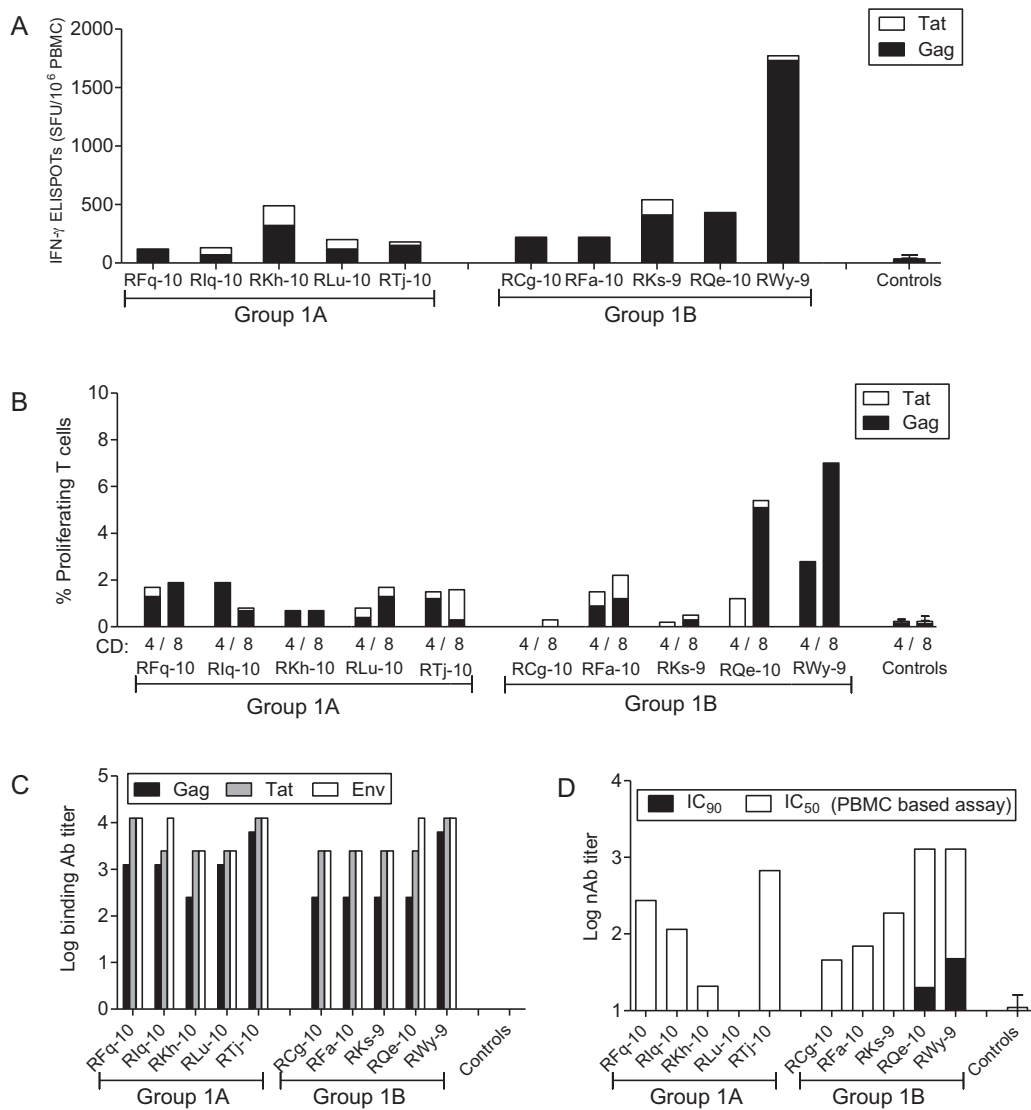 A
IFN-γ ELISPOTs (SFU/10⁶ PBMC)
2000
1500
1000
500
0
Tat
Gag
RFq-10 RIq-10 RKh-10 RLu-10 RTj-10 RCg-10 RFa-10 RKs-9 RQe-10 RWy-9 Controls
Group 1A Group 1B
B
% Proliferating T cells
10
8
6
4
2
0
Tat
Gag
CD: 4 / 8 4 / 8 4 / 8 4 / 8 4 / 8 4 / 8 4 / 8 4 / 8 4 / 8 4 / 8 4 / 8
RFq-10 RIq-10 RKh-10 RLu-10 RTj-10 RCg-10 RFa-10 RKs-9 RQe-10 RWy-9 Controls
Group 1A Group 1B
C
Log binding Ab titer
5
4
3
2
1
0
Gag Tat Env
RFq-10 RIq-10 RKh-10 RLu-10 RTj-10 RCg-10 RFa-10 RKs-9 RQe-10 RWy-9 Controls
Group 1A Group 1B
D
Log nAb titer
4
3
2
1
IC₉₀ IC₅₀ (PBMC based assay)
RFq-10 RIq-10 RKh-10 RLu-10 RTj-10 RCg-10 RFa-10 RKs-9 RQe-10 RWy-9 Controls
Group 1A Group 1B